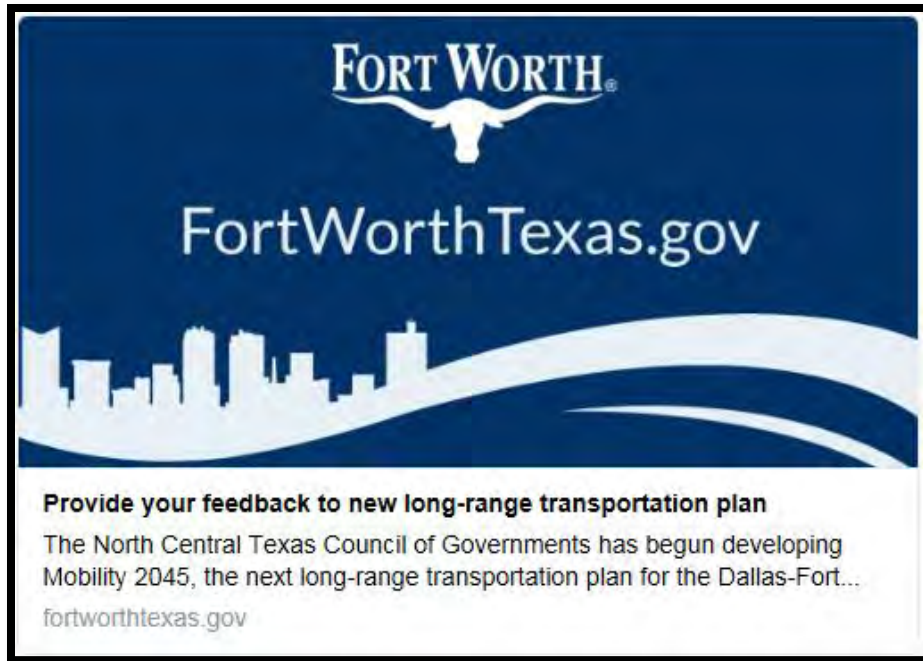 FORT WORTH®
FortWorthTexas.gov
Provide your feedback to new long-range transportation plan
The North Central Texas Council of Governments has begun developing
Mobility 2045, the next long-range transportation plan for the Dallas-Fort...
fortworthtexas.gov